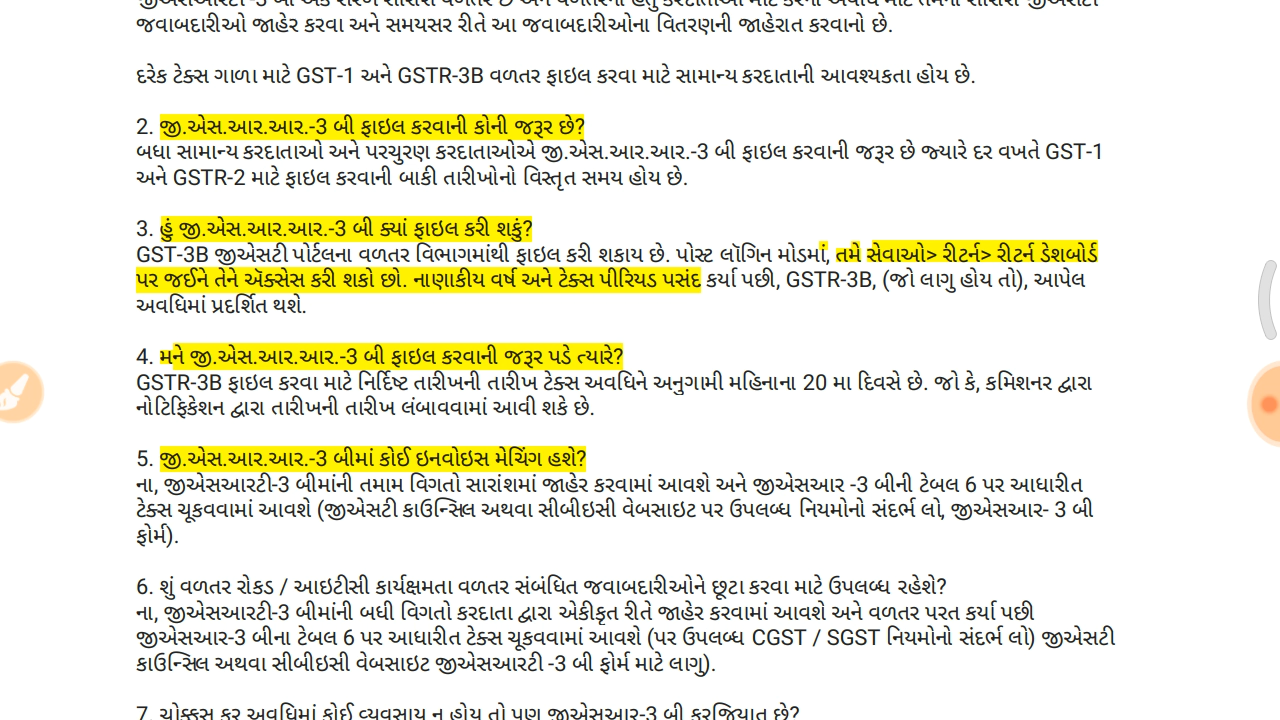 જવાબદારીઓ જાહેર કરવા અને સમયસર રીતે આ જવાબદારીઓના વિતરણની જાહેરાત કરવાનો છે.
દરેક ટેક્સ ગાળા માટે GST-1 અને GSTR-3B વળતર ફાઇલ કરવા માટે સામાન્ય કરદાતાની આવશ્યકતા હોય છે.
2. જી.એસ.આર.આર.-3 બી ફાઇલ કરવાની કોની જરૂર છે?
બધા સામાન્ય કરદાતાઓ અને પરચુરણ કરદાતાઓએ જી.એસ.આર.આર.-3 બી ફાઇલ કરવાની જરૂર છે જ્યારે દર વખતે GST-1
અને GSTR-2 માટે ફાઇલ કરવાની બાકી તારીખોનો વિસ્તૃત સમય હોય છે.
3. હું જી.એસ.આર.આર.-3 બી ક્યાં ફાઇલ કરી શકું?
GST-3B જીએસટી પોર્ટલના વળતર વિભાગમાંથી ફાઇલ કરી શકાય છે. પોસ્ટ લૉગિન મોડમાં, તમે સેવાઓ> રીટર્ન> રીટર્ન ડેશબોર્ડ
પર જઈને તેને ઍક્સેસ કરી શકો છો. નાણાકીય વર્ષ અને ટેક્સ પીરિયડ પસંદ કર્યા પછી, GSTR-3B, (જો લાગુ હોય તો), આપેલ
અવધિમાં પ્રદર્શિત થશે.
4. મને જી.એસ.આર.આર.-3 બી ફાઇલ કરવાની જરૂર પડે ત્યારે?
GSTR-3B ફાઇલ કરવા માટે નિર્દિષ્ટ તારીખની તારીખ ટેક્સ અવધિને અનુગામી મહિનાના 20 મા દિવસે છે. જો કે, કમિશનર દ્વારા
નોટિફિકેશન દ્વારા તારીખની તારીખ લંબાવવામાં આવી શકે છે.
5. જી.એસ.આર.આર.-3 બીમાં કોઈ ઇનવોઇસ મેચિંગ હશે?
ના, જીએસઆરટી-3 બીમાંની તમામ વિગતો સારાંશમાં જાહેર કરવામાં આવશે અને જીએસઆર -3 બીની ટેબલ 6 પર આધારીત
ટેક્સ ચૂકવવામાં આવશે (જીએસટી કાઉન્સિલ અથવા સીબીઇસી વેબસાઇટ પર ઉપલબ્ધ નિયમોનો સંદર્ભ લો, જીએસઆર- 3 બી
ફોર્મ).
6. શું વળતર રોકડ / આઇટીસી કાર્યક્ષમતા વળતર સંબંધિત જવાબદારીઓને છૂટા કરવા માટે ઉપલબ્ધ રહેશે?
ના, જીએસઆરટી-3 બીમાંની બધી વિગતો કરદાતા દ્વારા એકીકૃત રીતે જાહેર કરવામાં આવશે અને વળતર પરત કર્યા પછી
જીએસઆર-3 બીના ટેબલ 6 પર આધારીત ટેક્સ ચૂકવવામાં આવશે (પર ઉપલબ્ધ CGST / SGST નિયમોનો સંદર્ભ લો) જીએસટી
કાઉન્સિલ અથવા સીબીઇસી વેબસાઇટ જીએસઆરટી -3 બી ફોર્મ માટે લાગુ).
7. ચોક્કસ કર અવધિમાં કોઈ વ્યવસાય ન હોય તો પણ જીએસઆર-3 બી ફરજિયાત છે?